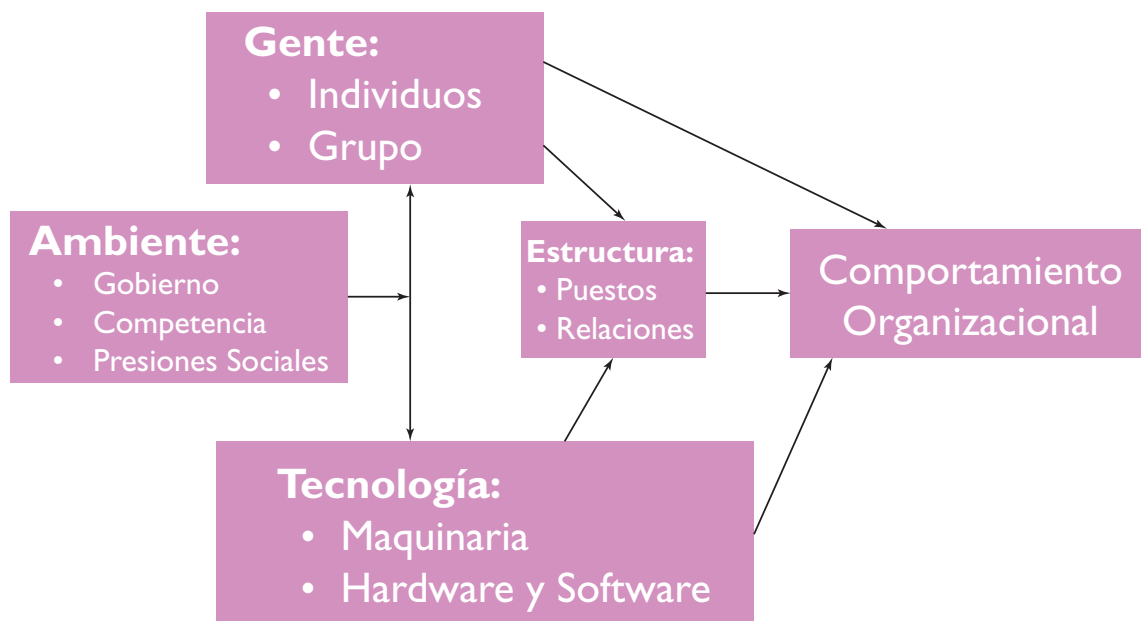 Gente:
• Individuos
• Grupo
Ambiente:
• Gobierno
• Competencia
• Presiones Sociales
Estructura:
• Puestos
• Relaciones
Comportamiento
Organizacional
Tecnología:
• Maquinaria
• Hardware y Software